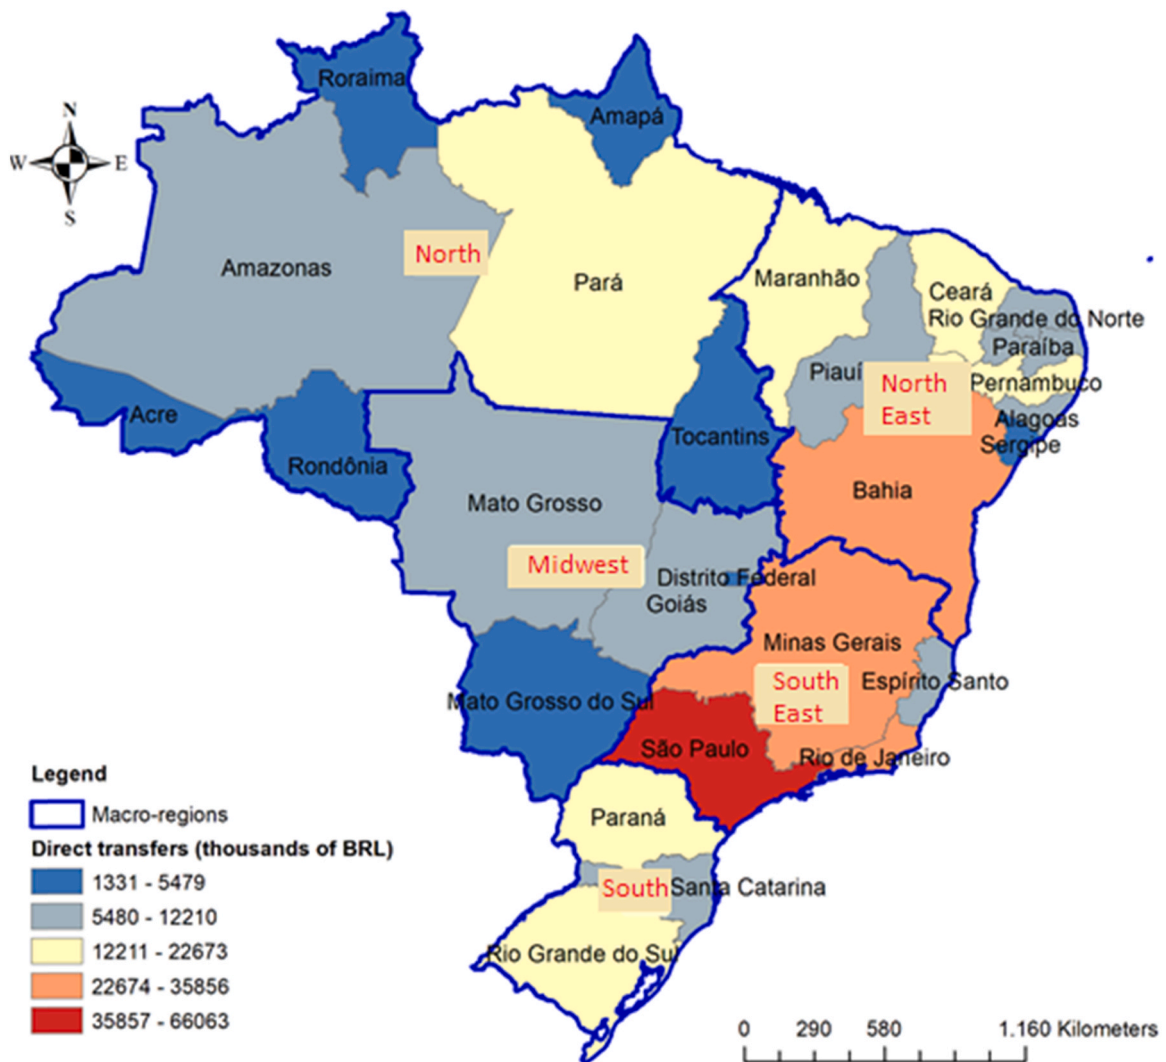 Roraima
Amapá
N
W E
S
North
Amazonas
Pará
Maranhão
Ceará
Rio Grande do Norte
Paraíba
Piauí
North
East
Pernambuco
Alagoas
Sergipe
Acre
Tocantins
Rondônia
Bahia
Mato Grosso
Midwest
Distrito Federal
Goiás
Minas Gerais
South
East
Espírito Santo
Mato Grosso do Sul
São Paulo
Rio de Janeiro
Paraná
South
Santa Catarina
Rio Grande do Sul
Legend
Macro-regions
Direct transfers (thousands of BRL)
1331 - 5479
5480 - 12210
12211 - 22673
22674 - 35856
35857 - 66063
0 290 580 1.160 Kilometers